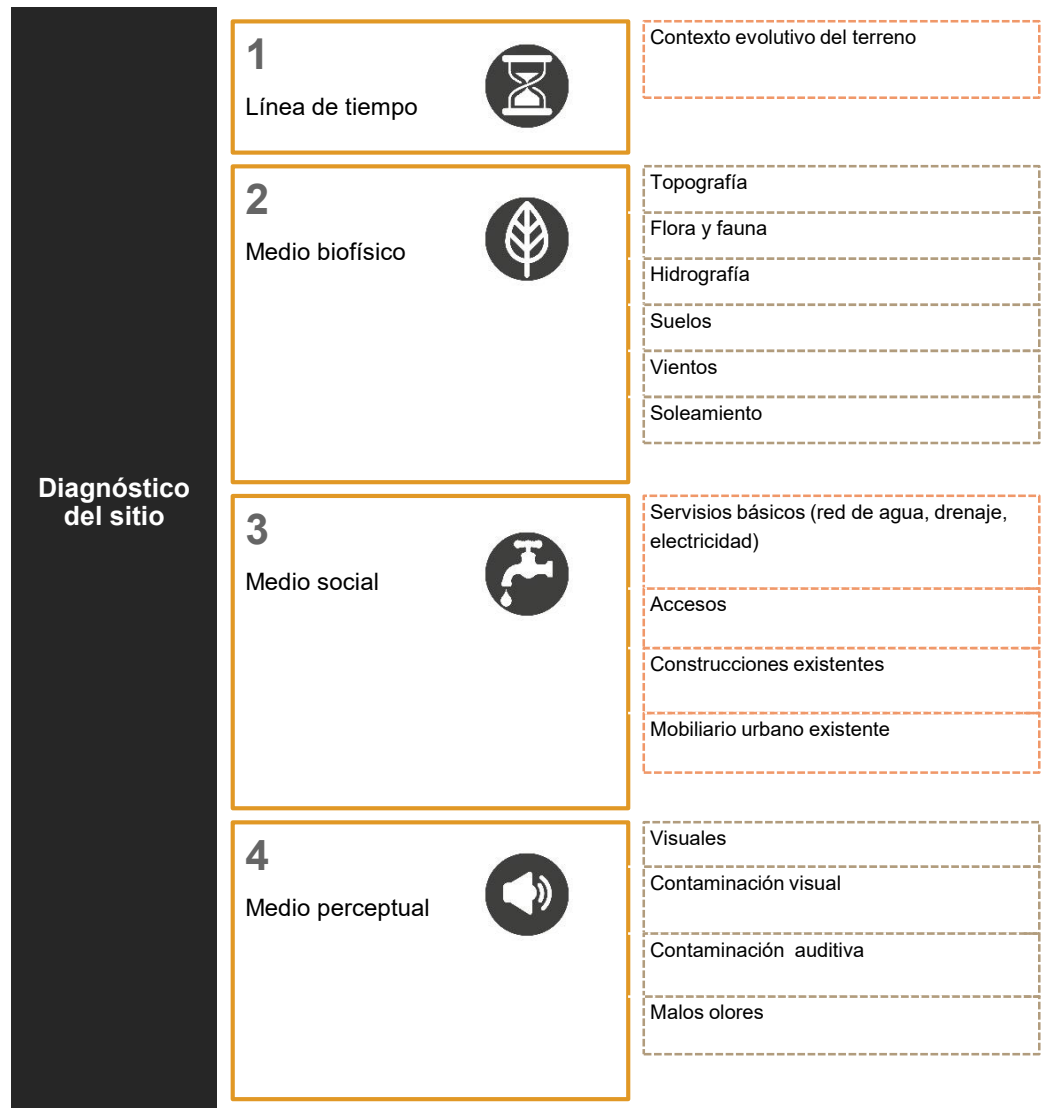 Diagnóstico
del sitio
1
Línea de tiempo
Contexto evolutivo del terreno
2
Medio biofísico
Topografía
Flora y fauna
Hidrografía
Suelos
Vientos
Soleamiento
3
Medio social
Servisios básicos (red de agua, drenaje,
electricidad)
Accesos
Construcciones existentes
Mobiliario urbano existente
4
Medio perceptual
Visuales
Contaminación visual
Contaminación  auditiva
Malos olores